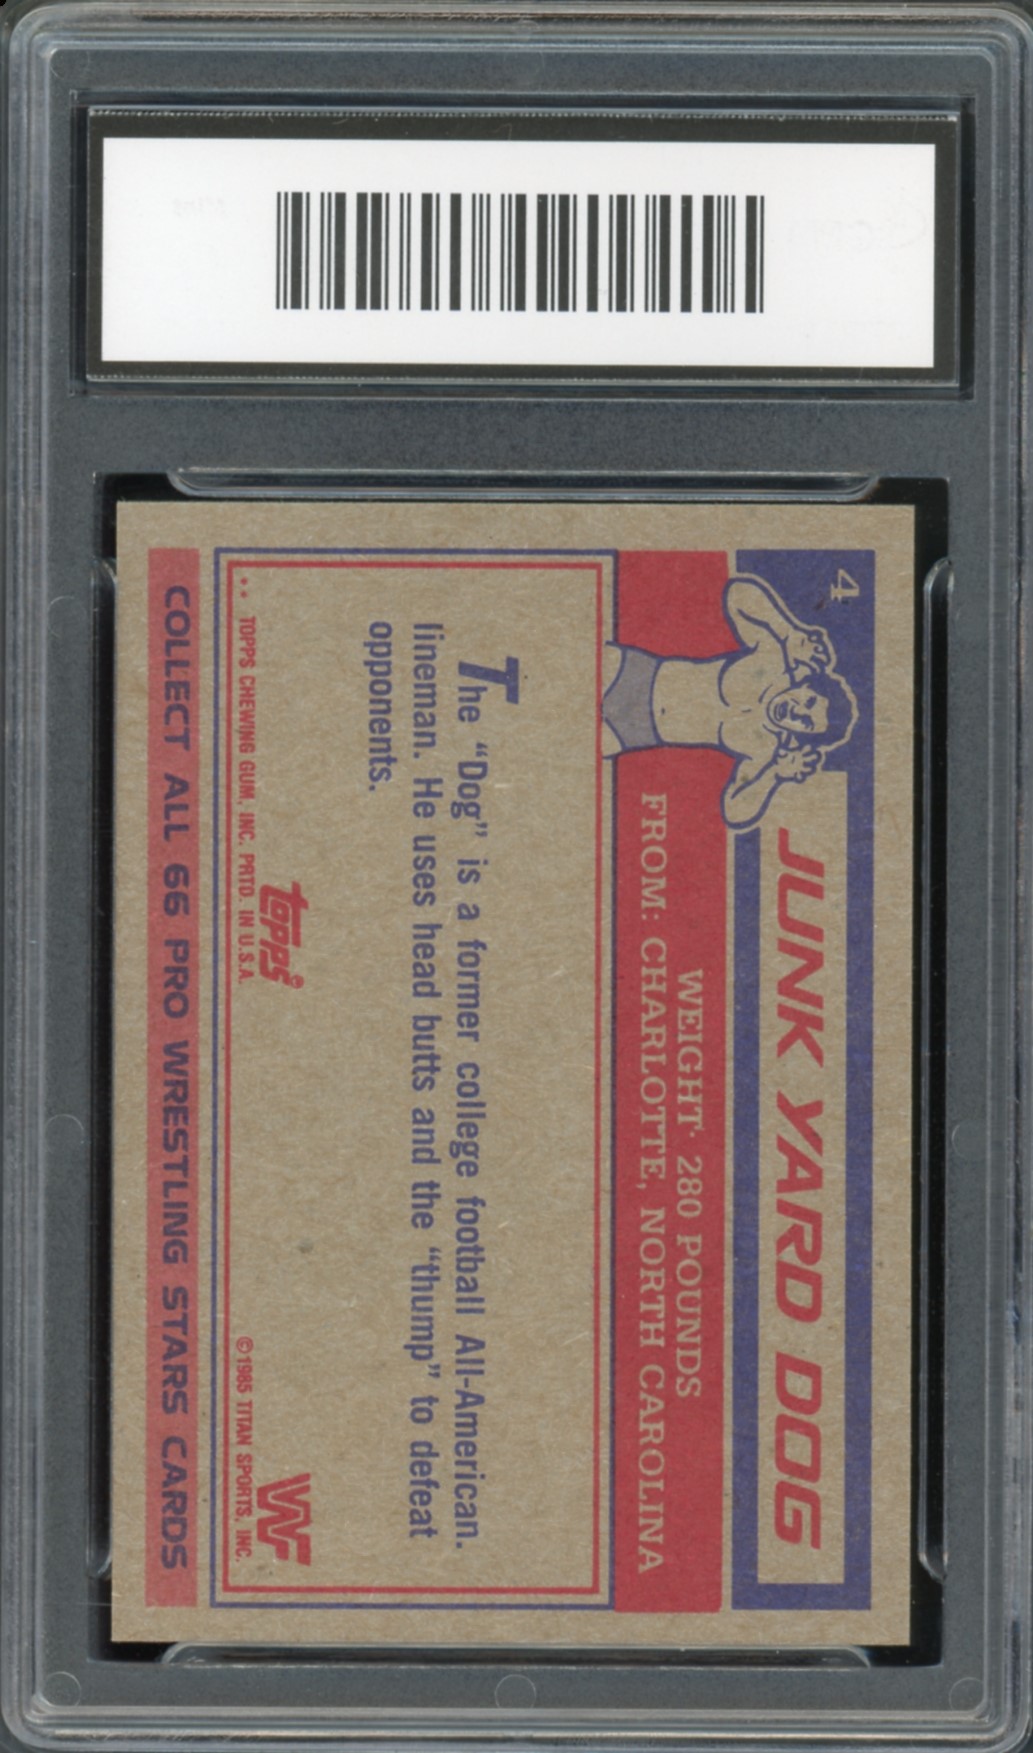 4
JUNK YARD DOG
WEIGHT: 280 POUNDS
FROM: CHARLOTTE, NORTH CAROLINA
The “Dog” is a former college football All-American.
lineman. He uses head butts and the “thump” to defeat
opponents.
topps®
WF
** TOPPS CHEWING GUM, INC. PRTD. IN U.S.A.
©1985 TITAN SPORTS, INC.
COLLECT ALL 66 PRO WRESTLING STARS CARDS